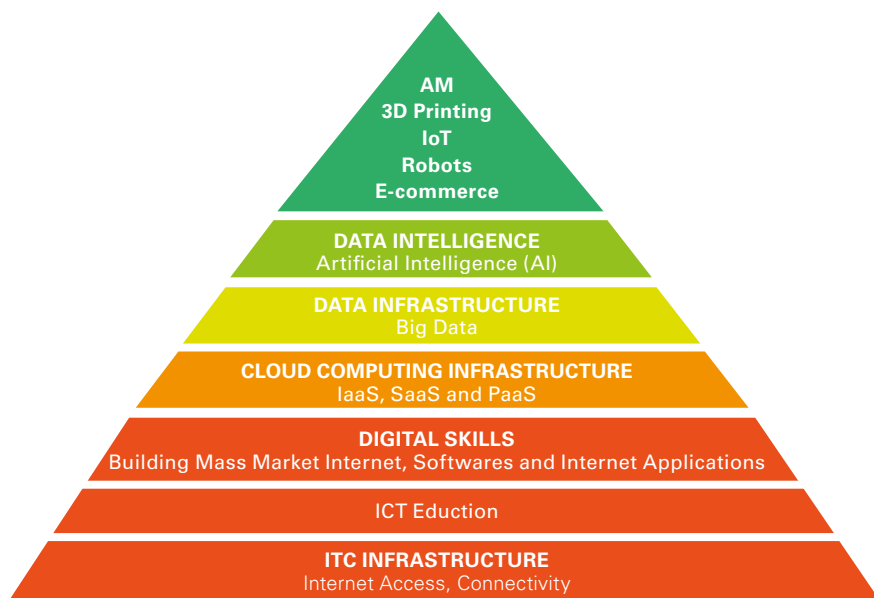 AM
3D Printing
IoT
Robots
E-commerce
DATA INTELLIGENCE
Artificial Intelligence (AI)
DATA INFRASTRUCTURE
Big Data
CLOUD COMPUTING INFRASTRUCTURE
IaaS, SaaS and PaaS
DIGITAL SKILLS
Building Mass Market Internet, Softwares and Internet Applications
ICT Eduction
ITC INFRASTRUCTURE
Internet Access, Connectivity